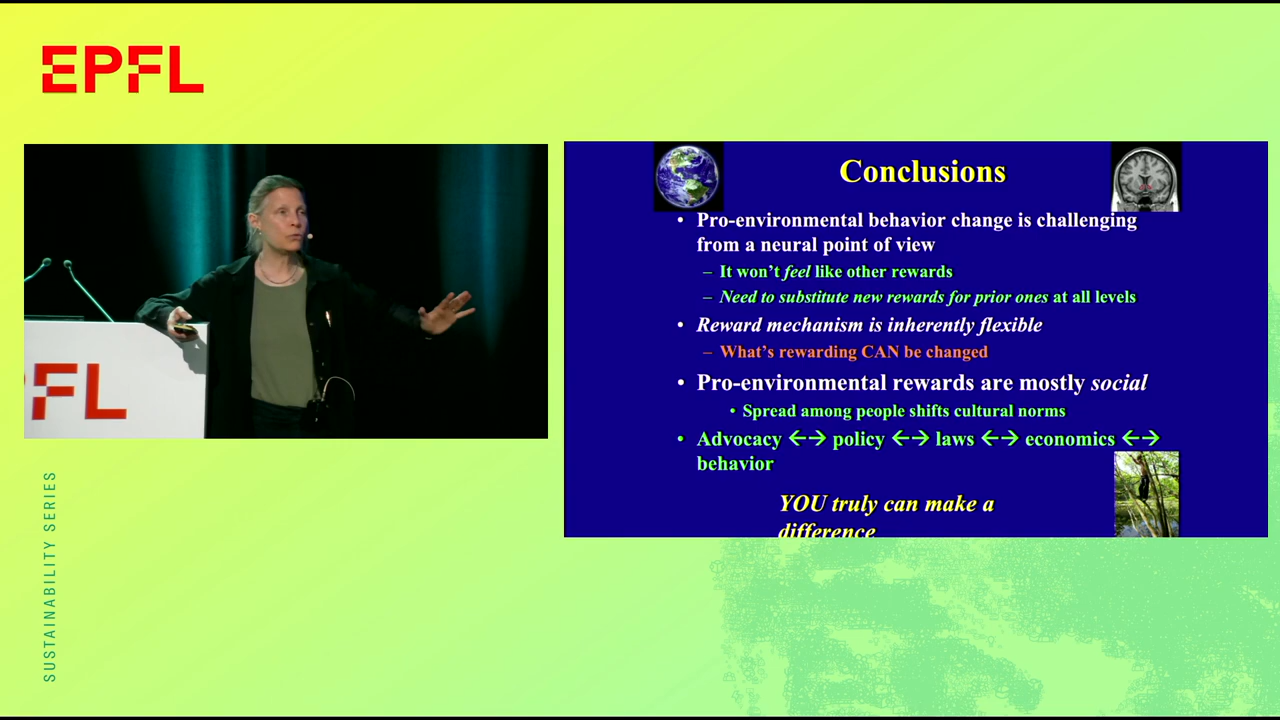 EPFL
FL
SUSTAINABILITY SERIES
Conclusions
• Pro-environmental behavior change is challenging
from a neural point of view
– It won't feel like other rewards
– Need to substitute new rewards for prior ones at all levels
• Reward mechanism is inherently flexible
– What's rewarding CAN be changed
• Pro-environmental rewards are mostly social
• Spread among people shifts cultural norms
• Advocacy ←→ policy ←→ laws ←→ economics ←→
behavior
YOU truly can make a
difference